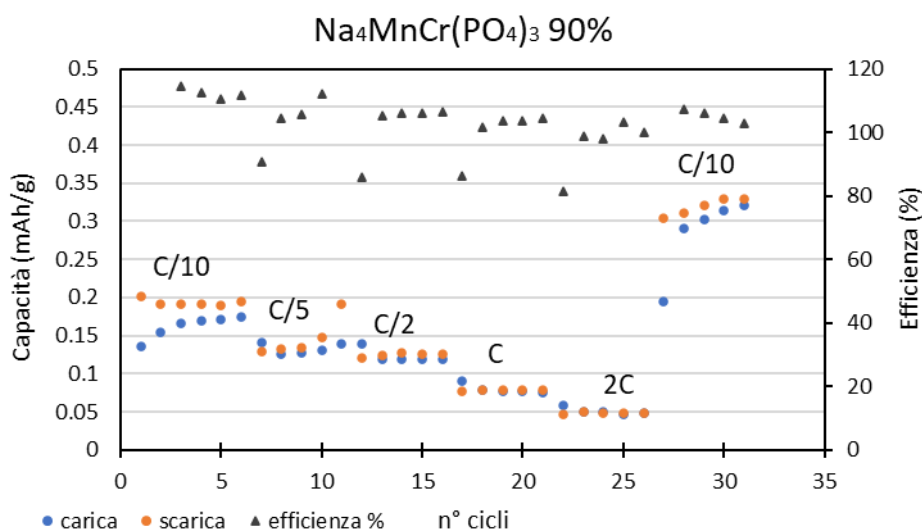 Na₄MnCr(PO₄)₃ 90%
Capacità (mAh/g)
0.5
0.45
0.4
0.35
0.3
0.25
0.2
0.15
0.1
0.05
0
C/10
C/5
C/2
C
2C
C/10
120
100
80
60
40
20
0
Efficienza (%)
0
5
10
15
20
25
30
35
carica
scarica
efficienza %
n° cicli